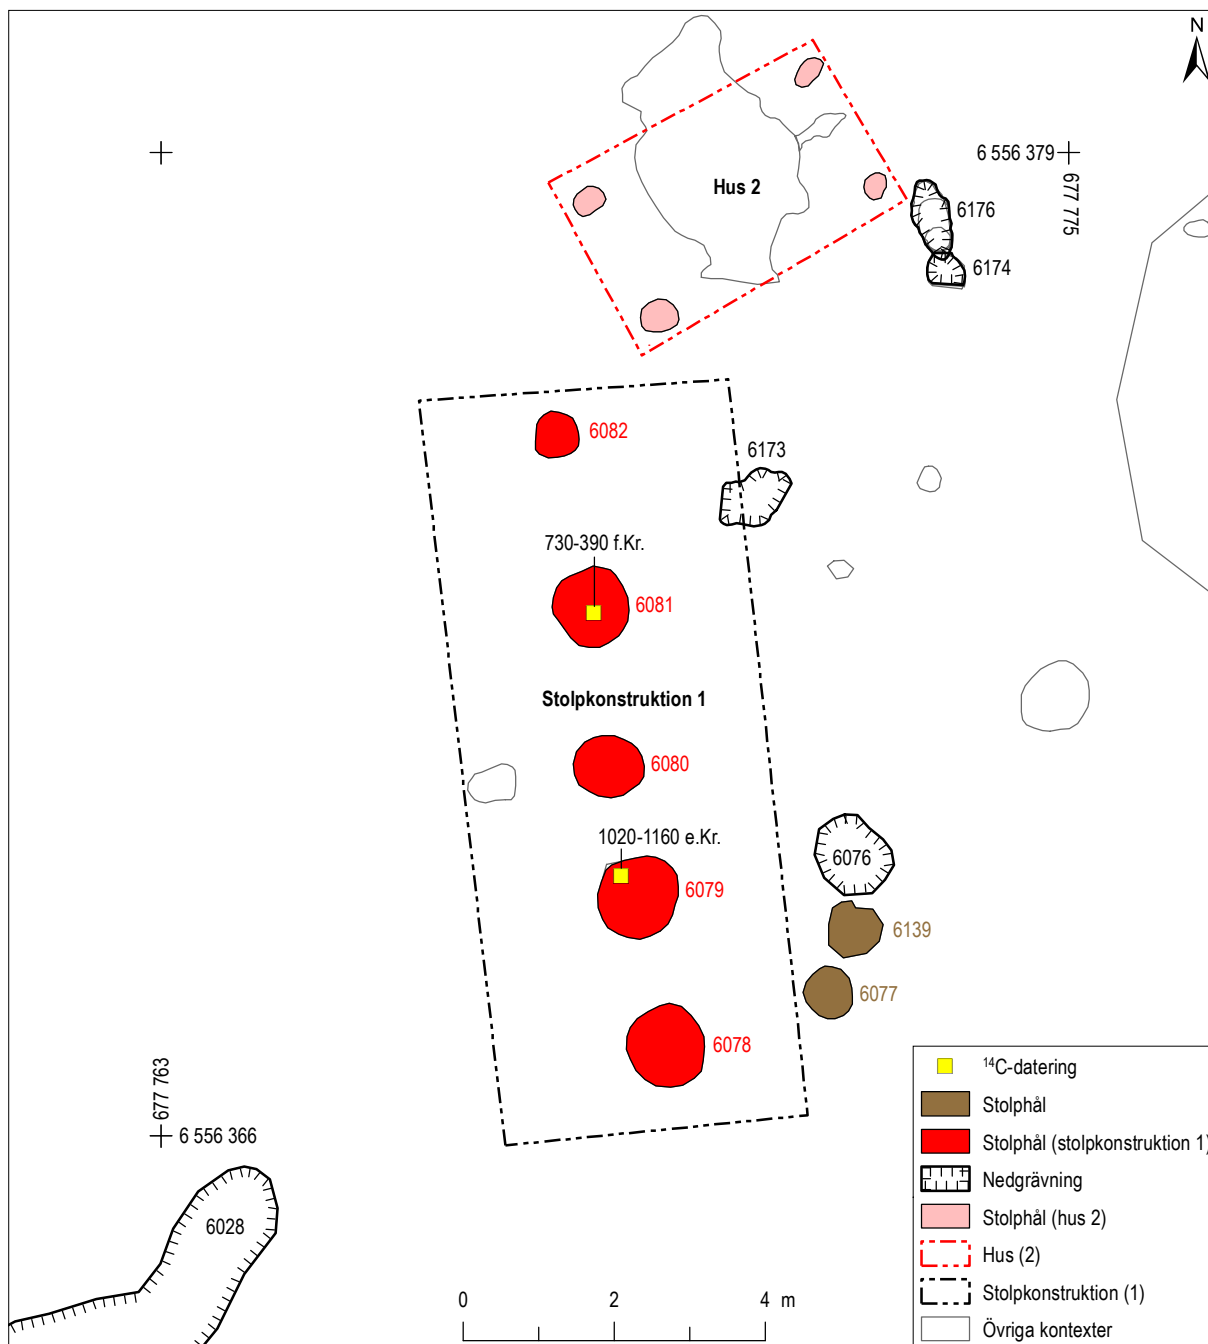 N
6 556 379
677 775
Hus 2
6176
6174
6082
6173
730-390 f.Kr.
6081
Stolpkonstruktion 1
6080
1020-1160 e.Kr.
6076
6079
6139
6077
6078
677 763
6 556 366
6028
0 2 4 m
14C-datering
Stolphål
Stolphål (stolpkonstruktion 1)
Nedgrävning
Stolphål (hus 2)
Hus (2)
Stolpkonstruktion (1)
Övriga kontexter